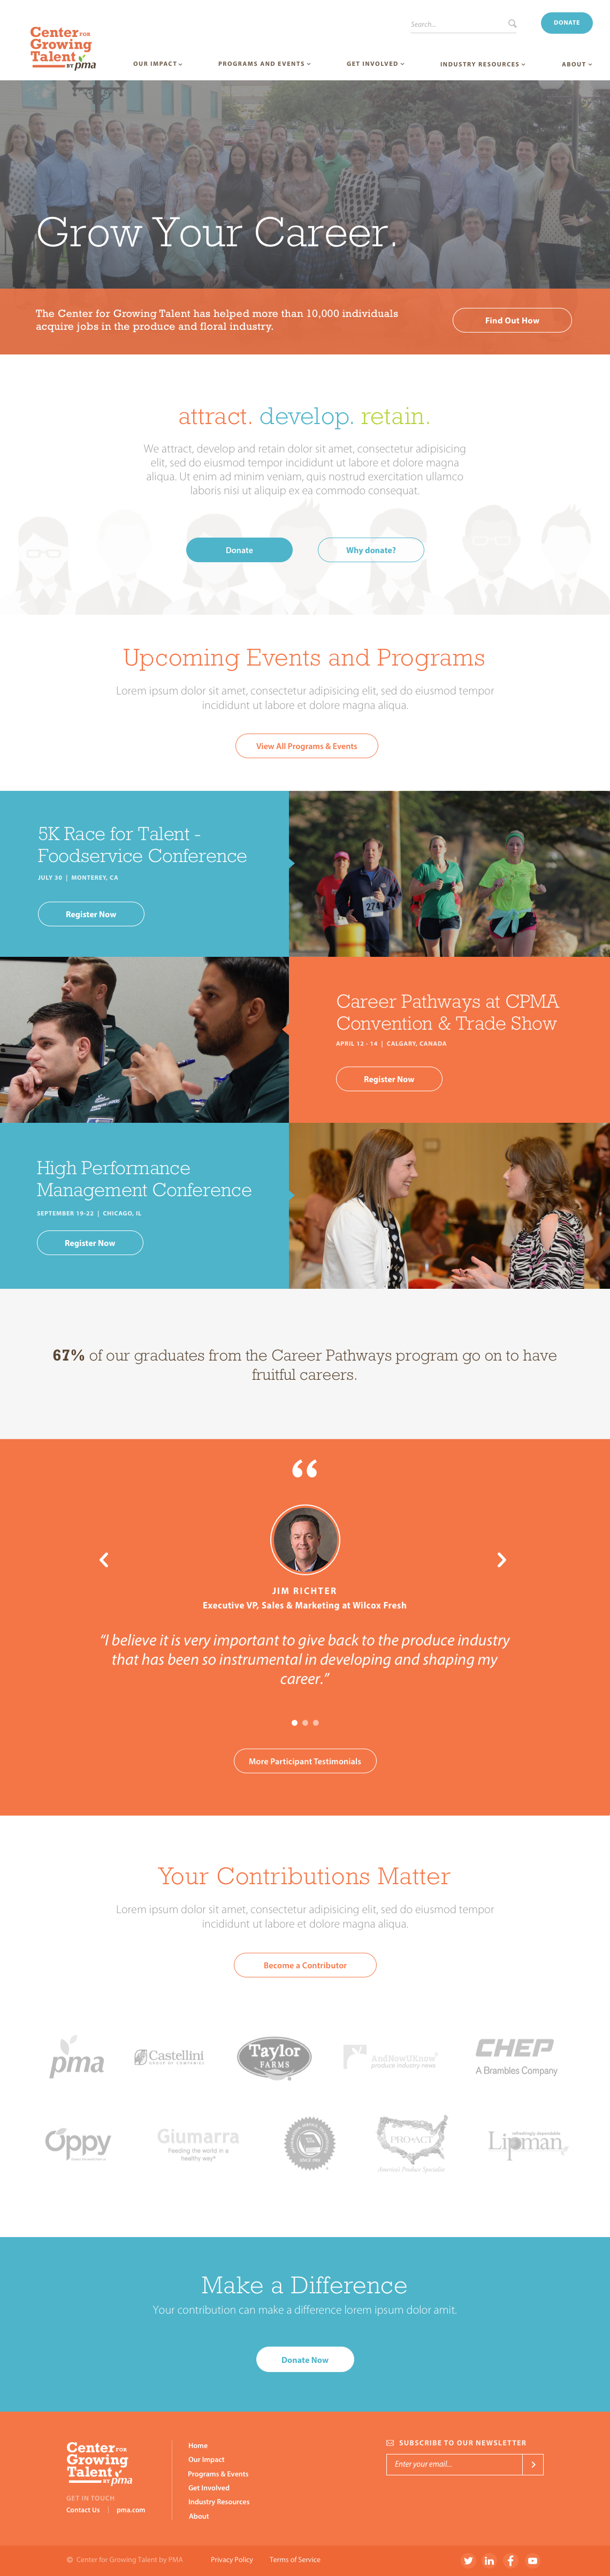 Center FOR
Growing
Talent
BY pma
Search...
DONATE
OUR IMPACT
PROGRAMS AND EVENTS
GET INVOLVED
INDUSTRY RESOURCES
ABOUT
Grow Your Career.
The Center for Growing Talent has helped more than 10,000 individuals
acquire jobs in the produce and floral industry.
Find Out How
attract. develop. retain.
We attract, develop and retain dolor sit amet, consectetur adipisicing
elit, sed do eiusmod tempor incididunt ut labore et dolore magna
aliqua. Ut enim ad minim veniam, quis nostrud exercitation ullamco
laboris nisi ut aliquip ex ea commodo consequat.
Donate
Why donate?
Upcoming Events and Programs
Lorem ipsum dolor sit amet, consectetur adipisicing elit, sed do eiusmod tempor
incididunt ut labore et dolore magna aliqua.
View All Programs & Events
5K Race for Talent -
Foodservice Conference
JULY 30 | MONTEREY, CA
Register Now
274
Career Pathways at CPMA
Convention & Trade Show
APRIL 12 - 14 | CALGARY, CANADA
Register Now
High Performance
Management Conference
SEPTEMBER 19-22 | CHICAGO, IL
Register Now
67% of our graduates from the Career Pathways program go on to have
fruitful careers.
“
JIM RICHTER
Executive VP, Sales & Marketing at Wilcox Fresh
“I believe it is very important to give back to the produce industry
that has been so instrumental in developing and shaping my
career.”
More Participant Testimonials
Your Contributions Matter
Lorem ipsum dolor sit amet, consectetur adipisicing elit, sed do eiusmod tempor
incididunt ut labore et dolore magna aliqua.
Become a Contributor
pma
Castellini
GROUP OF COMPANIES
Taylor
FARMS
AndNowUKnow
produce industry news
CHEP
A Brambles Company
Oppy
Giumarra
Feeding the world in a
healthy way
PRO*ACT
America's Produce Specialist
refreshingly dependable
Lipman
Make a Difference
Your contribution can make a difference lorem ipsum dolor amit.
Donate Now
Center FOR
Growing
Talent
BY pma
GET IN TOUCH
Contact Us | pma.com
Home
Our Impact
Programs & Events
Get Involved
Industry Resources
About
SUBSCRIBE TO OUR NEWSLETTER
Enter your email...
© Center for Growing Talent by PMA
Privacy Policy
Terms of Service